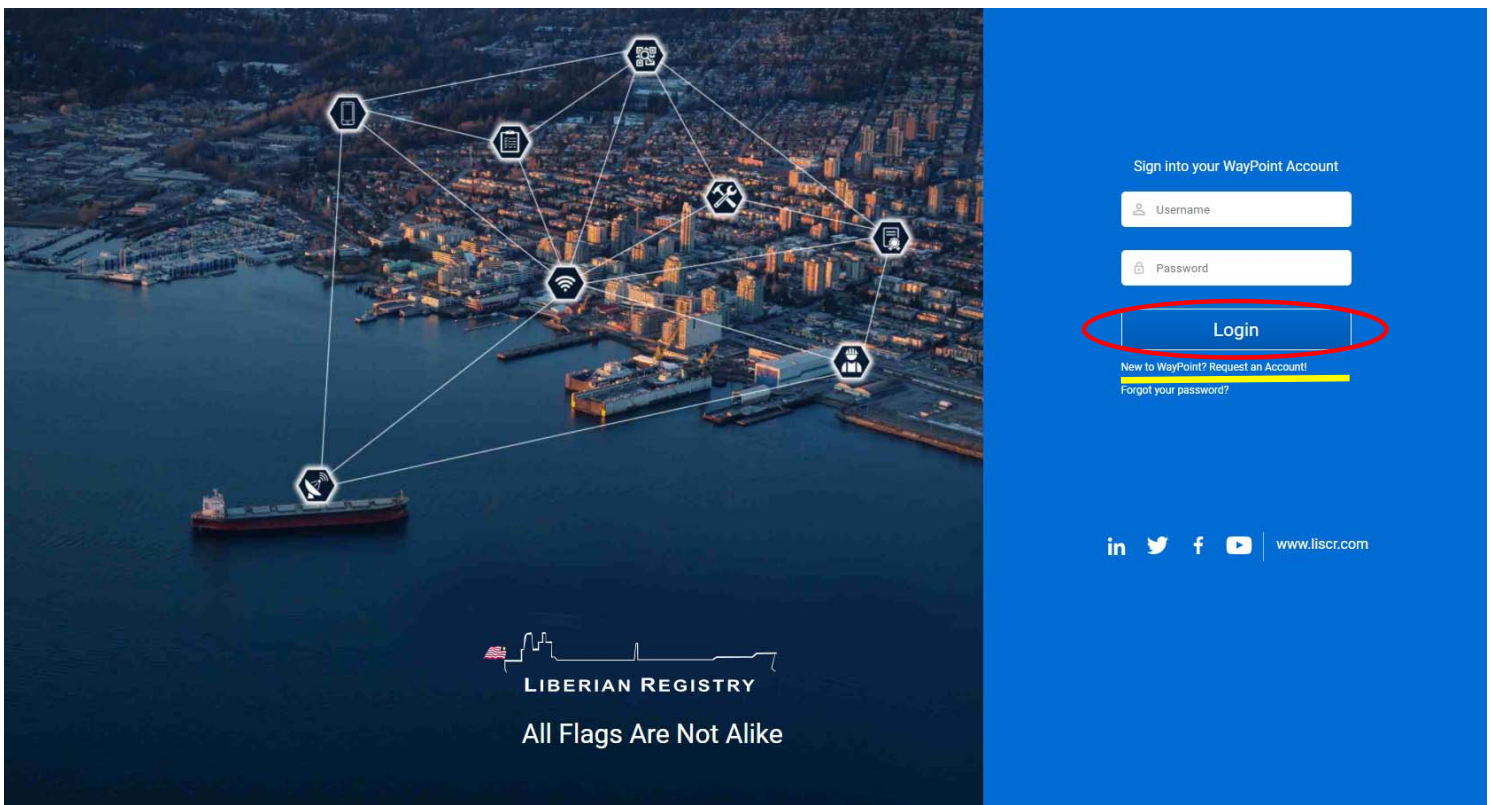 Sign into your WayPoint Account
Username
Password
Login
New to WayPoint? Request an Account!
Forgot your password?
in f www.liscr.com
LIBERIAN REGISTRY
All Flags Are Not Alike